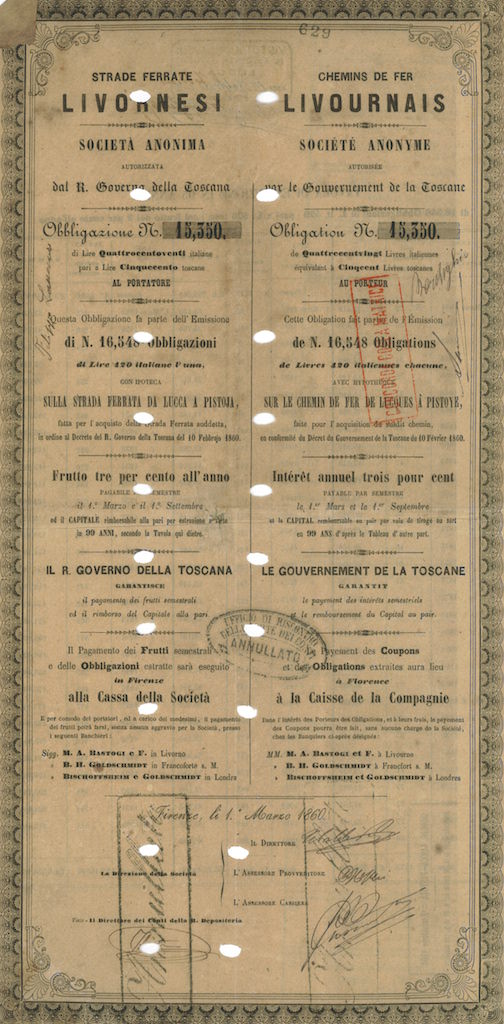 629
STRADE FERRATE
LIVORNESI
SOCIETÀ ANONIMA
AUTORIZZATA
dal R. Governo della Toscana
Obbligazione N. 15,350.
di Lire Quattrocentoventi italiane
pari a Lire Cinquecento toscane
AL PORTATORE
Questa Obbligazione fa parte dell'Emissione
di N. 16,548 Obbligazioni
di Lire 420 italiane l'una,
CON IPOTECA
SULLA STRADA FERRATA DA LUCCA A PISTOJA,
fatta per l'acquisto della Strada Ferrata suddetta,
in ordine al Decreto del R. Governo della Toscana del 10 Febbrajo 1860.
Frutto tre per cento all'anno
PAGABILE PER SEMESTRE
il 1.° Marzo e il 1.° Settembre
ed il CAPITALE rimborsabile alla pari per estrazione a sorte
in 99 ANNI, secondo la Tavola qui dietro.
IL R. GOVERNO DELLA TOSCANA
GARANTISCE
il pagamento dei frutti semestrali
ed il rimborso del Capitale alla pari
Il Pagamento dei Frutti semestrali
e delle Obbligazioni estratte sarà eseguito
in Firenze
alla Cassa della Società
E per comodo dei portatori, ed a carico dei medesimi, il pagamento
dei frutti potrà farsi, senza nessun aggravio per la Società, presso
i seguenti Banchieri:
Sigg. M. A. BASTOGI E F. in Livorno
» B. H. GOLDSCHMIDT in Francoforte s. M.
» BISCHOFFSHEIM E GOLDSCHMIDT in Londra
CHEMINS DE FER
LIVOURNAIS
SOCIÉTÉ ANONYME
AUTORISÉE
par le Gouvernement de la Toscane
Obligation N. 15,350.
de Quatrecentvingt Livres italiennes
équivalant à Cinqcent Livres toscanes
AU PORTEUR
Cette Obligation fait partie de l'Émission
de N. 16,548 Obligations
de Livres 420 italiennes chacune,
AVEC HYPOTHÈQUE
SUR LE CHEMIN DE FER DE LUCQUES A PISTOYE,
faite pour l'acquisition du susdit chemin,
en conformité du Décret du Gouvernement de la Toscane du 10 Février 1860.
Intérêt annuel trois pour cent
PAYABLE PAR SEMESTRE
le 1.er Mars et le 1.er Septembre
et le CAPITAL remboursable au pair par voie de tirage au sort
en 99 ANS d'après le Tableau d'autre part.
LE GOUVERNEMENT DE LA TOSCANE
GARANTIT
le payement des intérêts semestriels
et le remboursement du Capital au pair.
Le Payement des Coupons
et des Obligations extraites aura lieu
à Florence
à la Caisse de la Compagnie
Dans l'intérêt des Porteurs des Obligations, et à leurs frais, le payement
des Coupons pourra être fait, sans aucune charge de la Société,
chez les Banquiers ci-après désignés:
MM. M. A. BASTOGI ET F. à Livourne
» B. H. GOLDSCHMIDT à Francfort s. M.
» BISCHOFFSHEIM ET GOLDSCHMIDT à Londres
ANNULLATO
Firenze, li 1.° Marzo 1860.
La Direzione della Società
IL DIRETTORE
L'ASSESSORE PROVVEDITORE
L'ASSESSORE CASSIERE
Visto - Il Direttore dei Conti della R. Depositeria